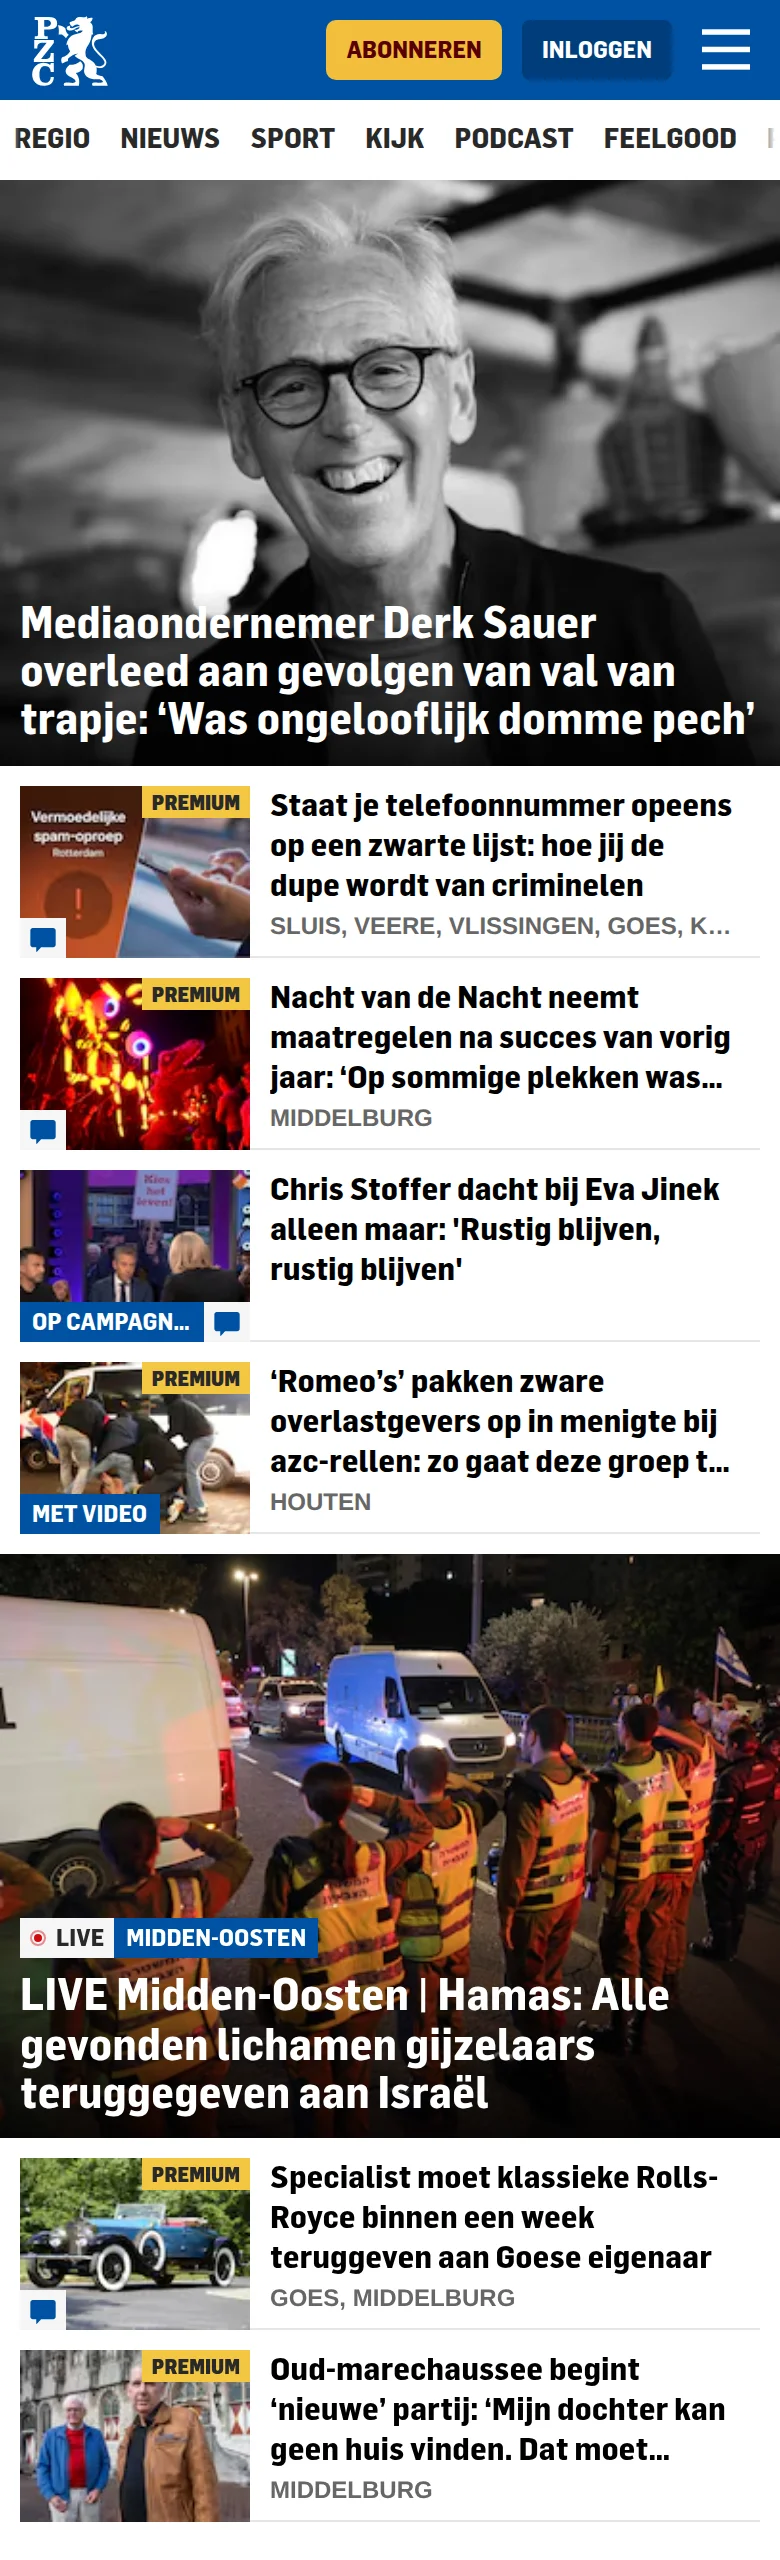 PZC
ABONNEREN
INLOGGEN
REGIO NIEUWS SPORT KIJK PODCAST FEELGOOD
Mediaondernemer Derk Sauer
overleed aan gevolgen van val van
trapje: ‘Was ongelooflijk domme pech’
Vermoedelijke
spam-oproep
Rotterdam
PREMIUM
Staat je telefoonnummer opeens
op een zwarte lijst: hoe jij de
dupe wordt van criminelen
SLUIS, VEERE, VLISSINGEN, GOES, K...
PREMIUM
Nacht van de Nacht neemt
maatregelen na succes van vorig
jaar: ‘Op sommige plekken was...
MIDDELBURG
Kies
het
leven!
OP CAMPAGN...
Chris Stoffer dacht bij Eva Jinek
alleen maar: 'Rustig blijven,
rustig blijven'
PREMIUM
MET VIDEO
‘Romeo’s’ pakken zware
overlastgevers op in menigte bij
azc-rellen: zo gaat deze groep t...
HOUTEN
LIVE MIDDEN-OOSTEN
LIVE Midden-Oosten | Hamas: Alle
gevonden lichamen gijzelaars
teruggegeven aan Israël
PREMIUM
Specialist moet klassieke Rolls-
Royce binnen een week
teruggeven aan Goese eigenaar
GOES, MIDDELBURG
PREMIUM
Oud-marechaussee begint
‘nieuwe’ partij: ‘Mijn dochter kan
geen huis vinden. Dat moet...
MIDDELBURG